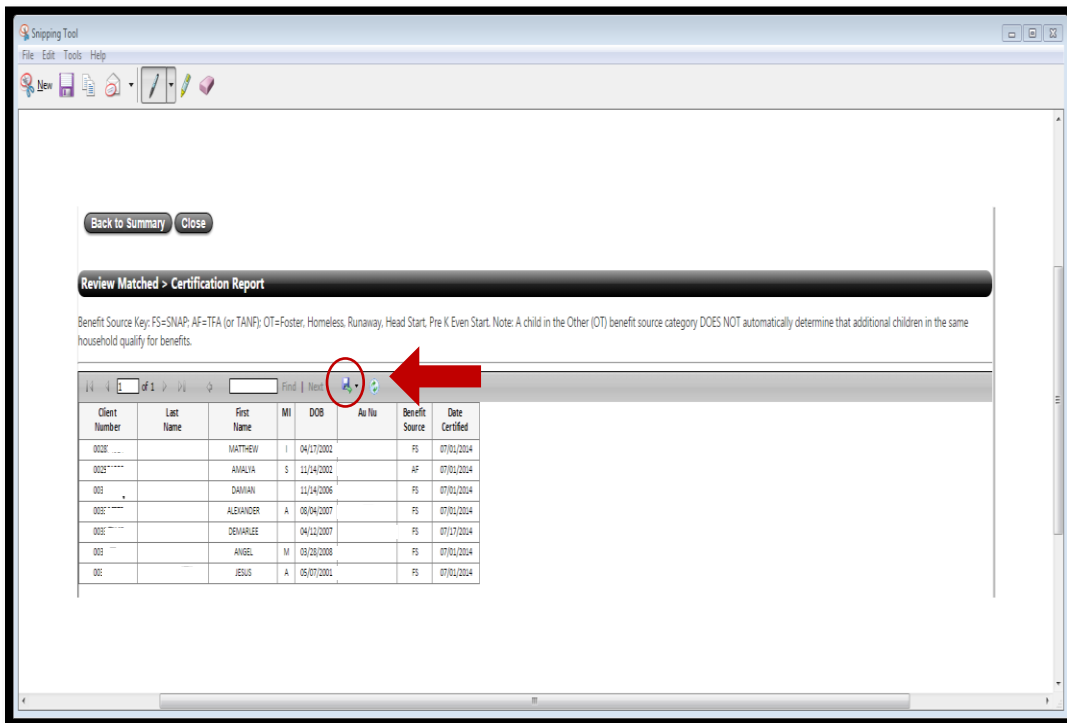 Snipping Tool
File Edit Tools Help
New
Back to Summary Close
Review Matched > Certification Report
Benefit Source Key: FS=SNAP; AF=TFA (or TANF); OT=Foster, Homeless, Runaway, Head Start, Pre K Even Start. Note: A child in the Other (OT) benefit source category DOES NOT automatically determine that additional children in the same
household qualify for benefits.
1 of 1 Find | Next
Client Number Last Name First Name MI DOB Au Nu Benefit Source Date Certified
MATTHEW I 04/17/2002 FS 07/01/2014
AMALYA S 11/14/2002 AF 07/01/2014
003 DAMIAN 11/14/2006 FS 07/01/2014
ALEXANDER A 08/04/2007 FS 07/01/2014
DEMARLEE 04/12/2007 FS 07/17/2014
003 ANGEL M 03/28/2008 FS 07/01/2014
JESUS A 05/07/2001 FS 07/01/2014